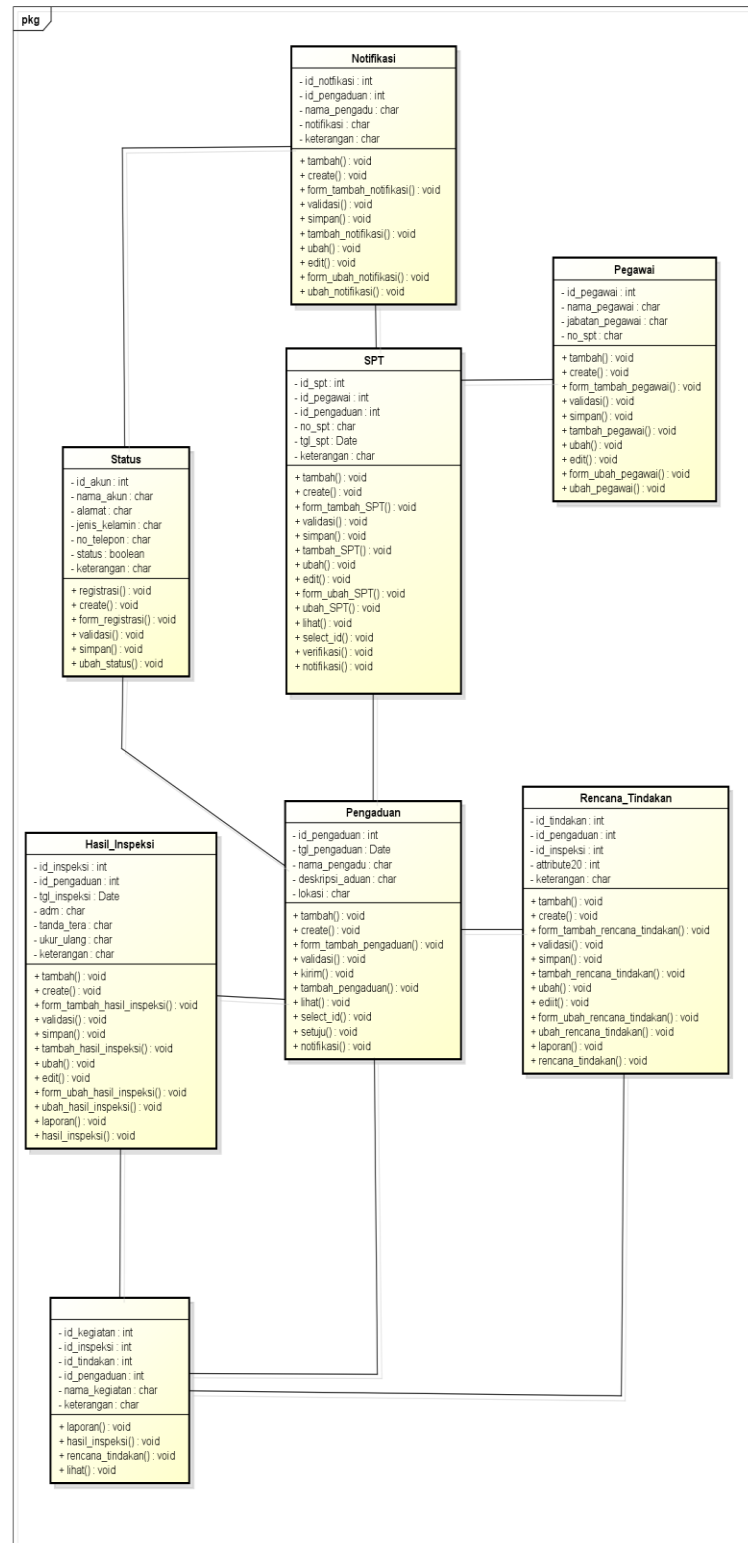 pkg
Notifikasi
- id_notfikasi : int
- id_pengaduan : int
- nama_pengadu : char
- notifikasi : char
- keterangan : char
+ tambah() : void
+ create() : void
+ form_tambah_notifikasi() : void
+ validasi() : void
+ simpan() : void
+ tambah_notifikasi() : void
+ ubah() : void
+ edit() : void
+ form_ubah_notifikasi() : void
+ ubah_notifikasi() : void
Pegawai
- id_pegawai : int
- nama_pegawai : char
- jabatan_pegawai : char
- no_spt : char
+ tambah() : void
+ create() : void
+ form_tambah_pegawai() : void
+ validasi() : void
+ simpan() : void
+ tambah_pegawai() : void
+ ubah() : void
+ edit() : void
+ form_ubah_pegawai() : void
+ ubah_pegawai() : void
SPT
- id_spt : int
- id_pegawai : int
- id_pengaduan : int
- no_spt : char
- tgl_spt : Date
- keterangan : char
+ tambah() : void
+ create() : void
+ form_tambah_SPT() : void
+ validasi() : void
+ simpan() : void
+ tambah_SPT() : void
+ ubah() : void
+ edit() : void
+ form_ubah_SPT() : void
+ ubah_SPT() : void
+ lihat() : void
+ select_id() : void
+ verifikasi() : void
+ notifikasi() : void
Status
- id_akun : int
- nama_akun : char
- alamat : char
- jenis_kelamin : char
- no_telepon : char
- status : boolean
- keterangan : char
+ registrasi() : void
+ create() : void
+ form_registrasi() : void
+ validasi() : void
+ simpan() : void
+ ubah_status() : void
Pengaduan
- id_pengaduan : int
- tgl_pengaduan : Date
- nama_pengadu : char
- deskripsi_aduan : char
- lokasi : char
+ tambah() : void
+ create() : void
+ form_tambah_pengaduan() : void
+ validasi() : void
+ kirim() : void
+ tambah_pengaduan() : void
+ lihat() : void
+ select_id() : void
+ setuju() : void
+ notifikasi() : void
Rencana_Tindakan
- id_tindakan : int
- id_pengaduan : int
- id_inspeksi : int
- attribute20 : int
- keterangan : char
+ tambah() : void
+ create() : void
+ form_tambah_rencana_tindakan() : void
+ validasi() : void
+ simpan() : void
+ tambah_rencana_tindakan() : void
+ ubah() : void
+ ediit() : void
+ form_ubah_rencana_tindakan() : void
+ ubah_rencana_tindakan() : void
+ laporan() : void
+ rencana_tindakan() : void
Hasil_Inspeksi
- id_inspeksi : int
- id_pengaduan : int
- tgl_inspeksi : Date
- adm : char
- tanda_tera : char
- ukur_ulang : char
- keterangan : char
+ tambah() : void
+ create() : void
+ form_tambah_hasil_inspeksi() : void
+ validasi() : void
+ simpan() : void
+ tambah_hasil_inspeksi() : void
+ ubah() : void
+ edit() : void
+ form_ubah_hasil_inspeksi() : void
+ ubah_hasil_inspeksi() : void
+ laporan() : void
+ hasil_inspeksi() : void
- id_kegiatan : int
- id_inspeksi : int
- id_tindakan : int
- id_pengaduan : int
- nama_kegiatan : char
- keterangan : char
+ laporan() : void
+ hasil_inspeksi() : void
+ rencana_tindakan() : void
+ lihat() : void